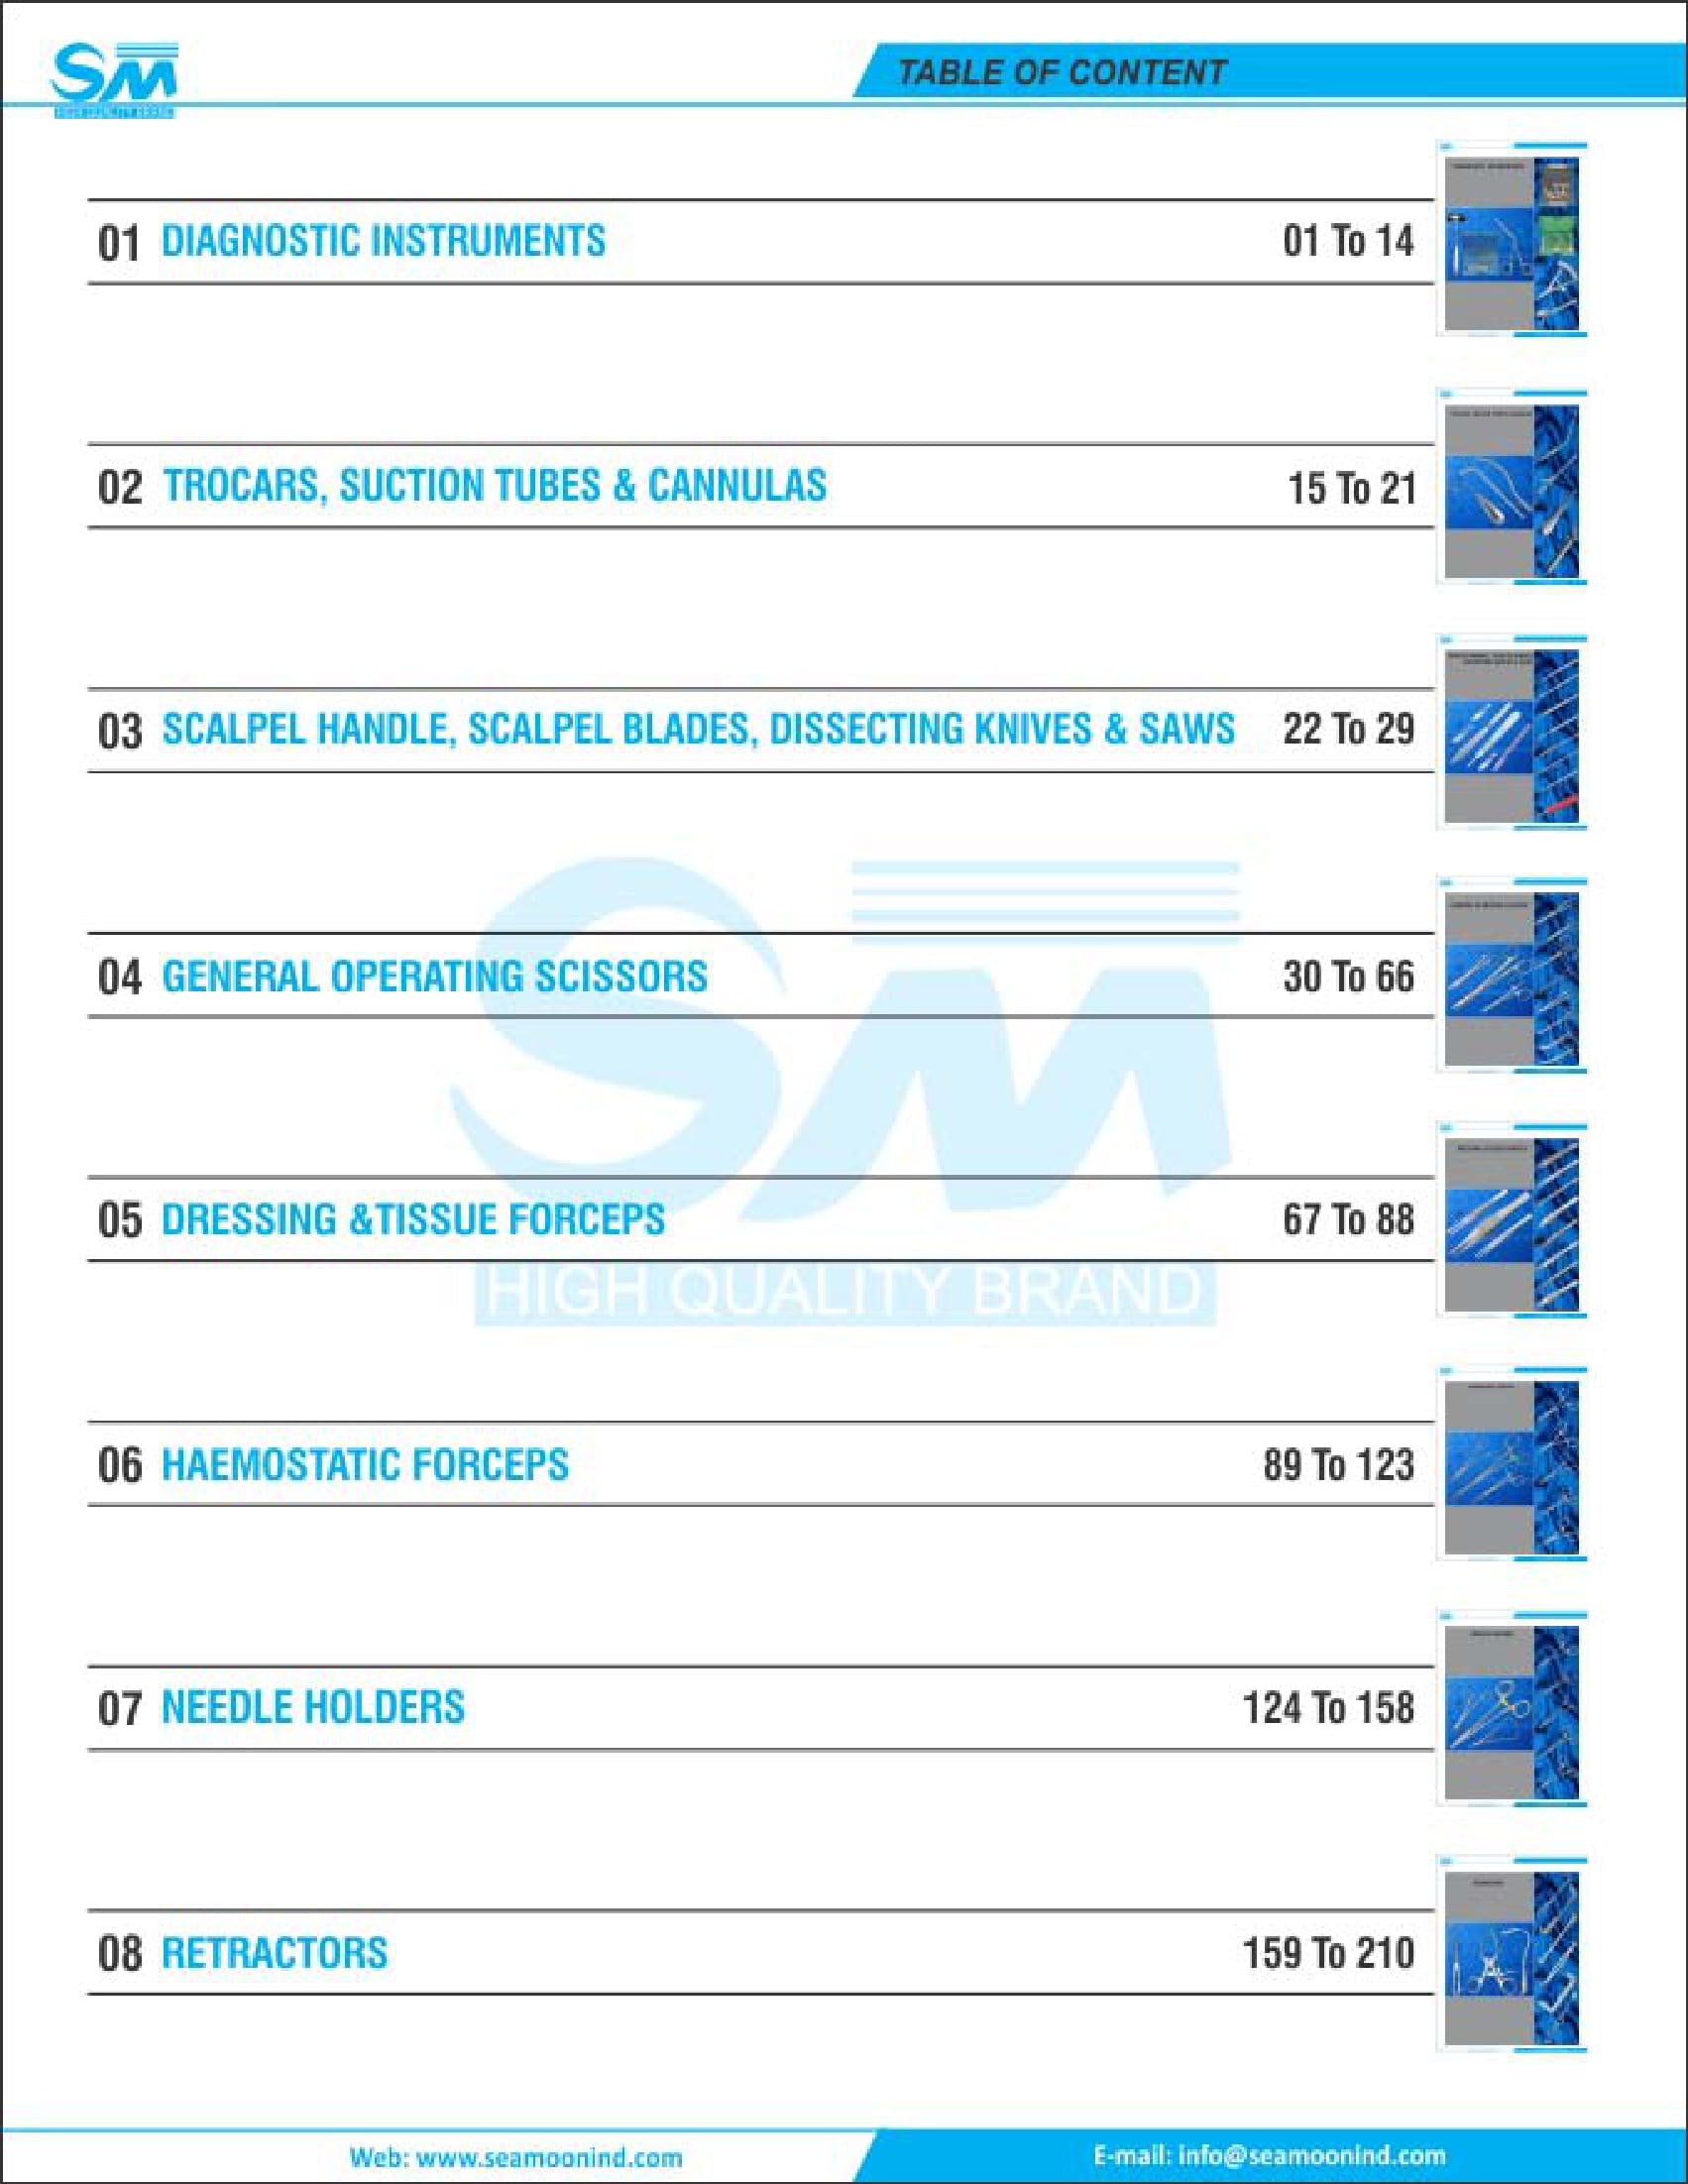 SM
TABLE OF CONTENT
01 DIAGNOSTIC INSTRUMENTS 01 To 14
02 TROCARS, SUCTION TUBES & CANNULAS 15 To 21
03 SCALPEL HANDLE, SCALPEL BLADES, DISSECTING KNIVES & SAWS 22 To 29
04 GENERAL OPERATING SCISSORS 30 To 66
SM
05 DRESSING &TISSUE FORCEPS 67 To 88
HIGH QUALITY BRAND
06 HAEMOSTATIC FORCEPS 89 To 123
07 NEEDLE HOLDERS 124 To 158
08 RETRACTORS 159 To 210
Web: www.seamoonind.com
E-mail: info@seamoonind.com